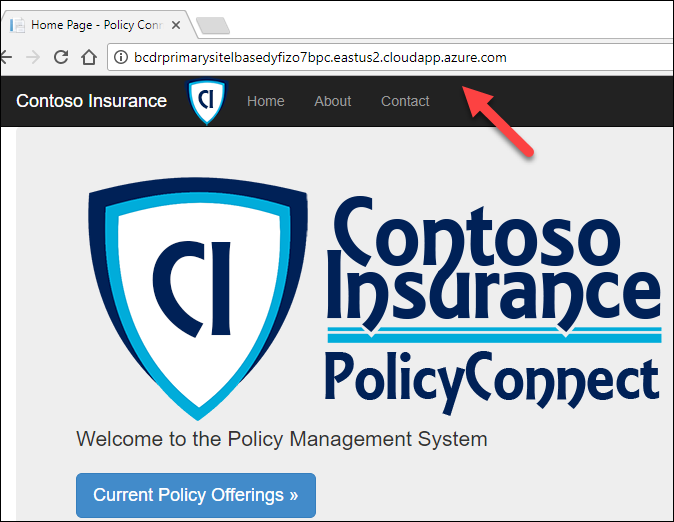 Home Page - Policy Conn
bcdrprimarysitelbasedyfizo7bpc.eastus2.cloudapp.azure.com
Contoso Insurance CI Home About Contact
CI
Contoso
Insurance
PolicyConnect
Welcome to the Policy Management System
Current Policy Offerings »